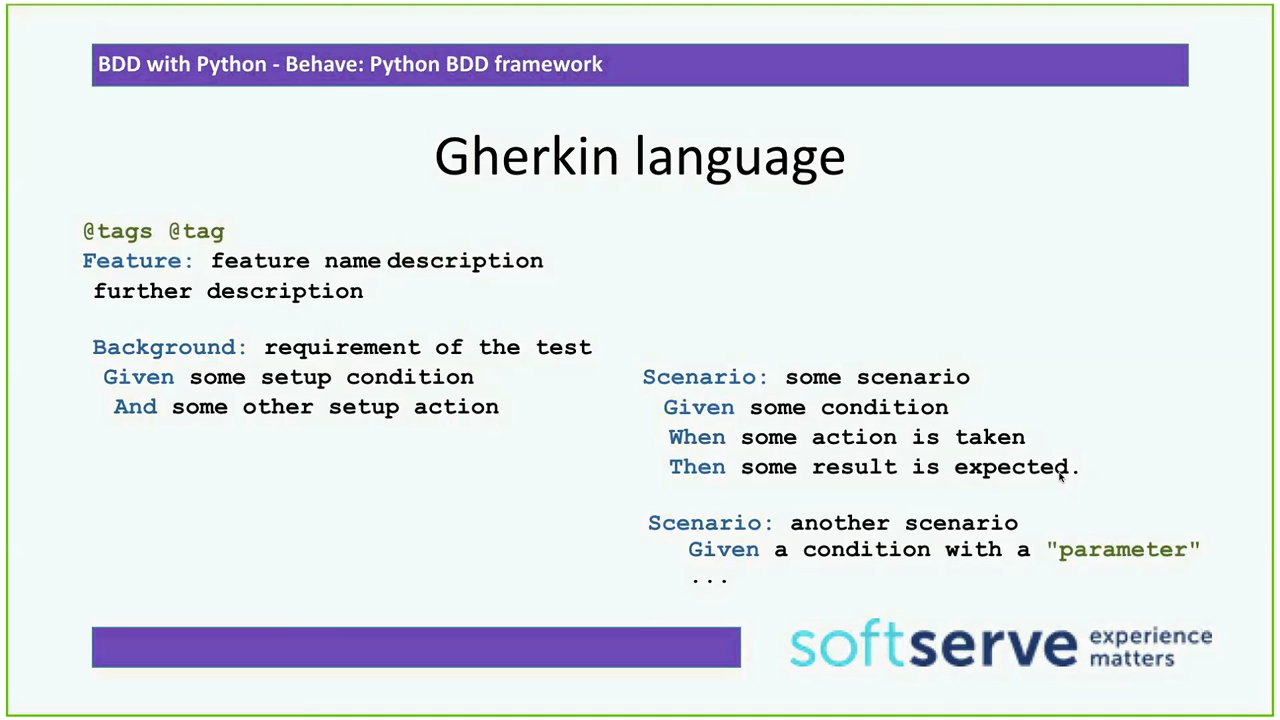 BDD with Python - Behave: Python BDD framework
Gherkin language
@tags @tag
Feature: feature name description
further description
Background: requirement of the test
Given some setup condition
And some other setup action
Scenario: some scenario
Given some condition
When some action is taken
Then some result is expected.
Scenario: another scenario
Given a condition with a "parameter"
...
softserve experience
matters